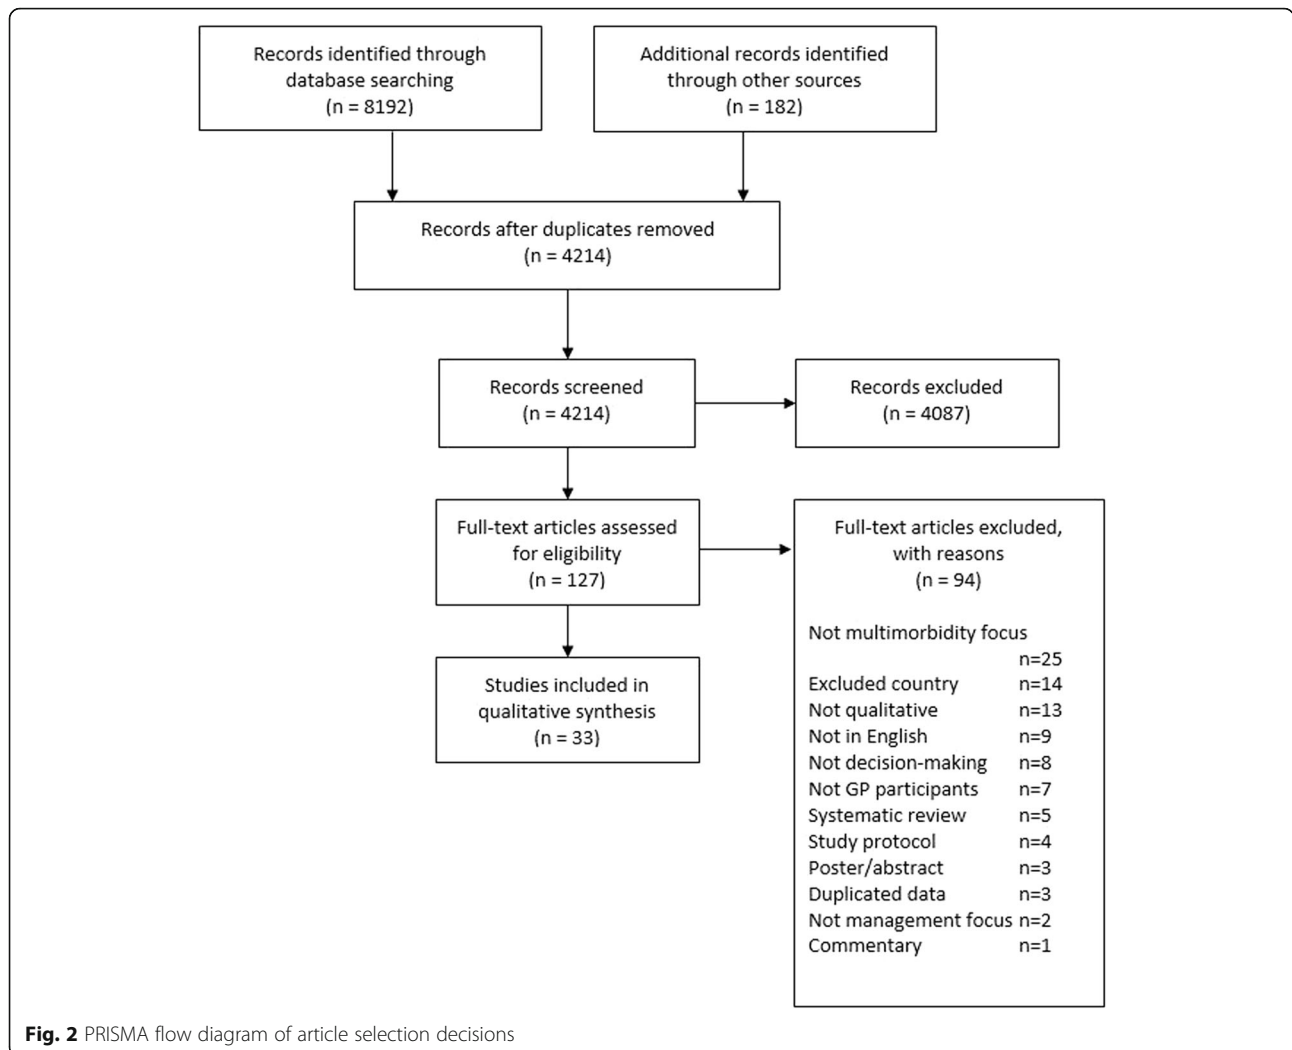 Records identified through
database searching
(n = 8192)
Additional records identified
through other sources
(n = 182)
Records after duplicates removed
(n = 4214)
Records screened
(n = 4214)
Records excluded
(n = 4087)
Full-text articles assessed
for eligibility
(n = 127)
Full-text articles excluded,
with reasons
(n = 94)
Not multimorbidity focus
n=25
Excluded country n=14
Not qualitative n=13
Not in English n=9
Not decision-making n=8
Not GP participants n=7
Systematic review n=5
Study protocol n=4
Poster/abstract n=3
Duplicated data n=3
Not management focus n=2
Commentary n=1
Studies included in
qualitative synthesis
(n = 33)
Fig. 2 PRISMA flow diagram of article selection decisions